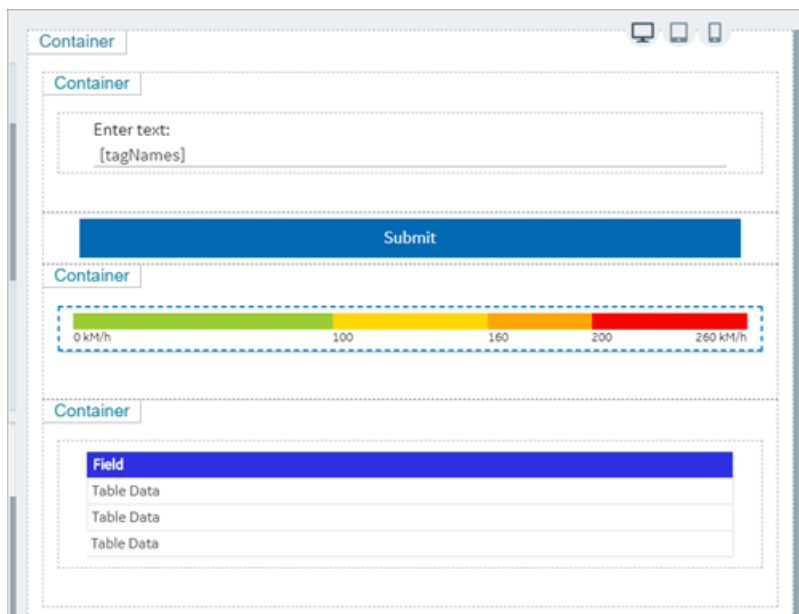 Container
Container
Enter text:
[tagNames]
Submit
Container
0 kM/h 100 160 200 260 kM/h
Container
Field
Table Data
Table Data
Table Data